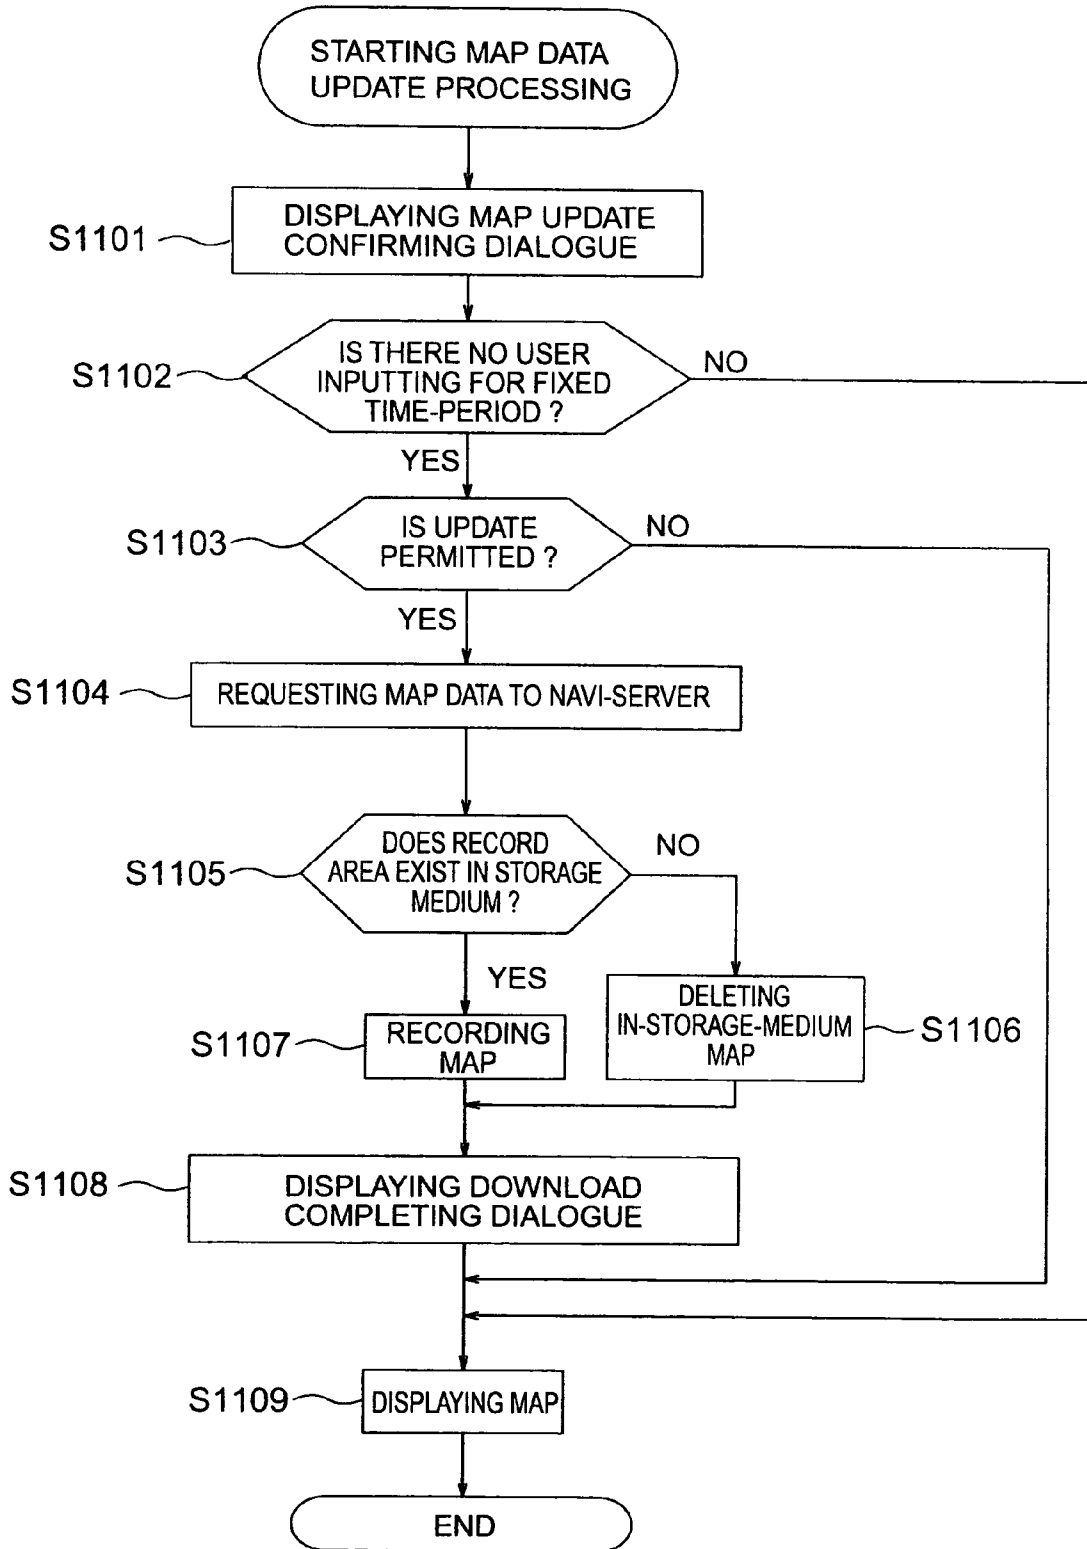 STARTING MAP DATA
UPDATE PROCESSING
S1101
DISPLAYING MAP UPDATE
CONFIRMING DIALOGUE
S1102
IS THERE NO USER
INPUTTING FOR FIXED
TIME-PERIOD ?
NO
YES
S1103
IS UPDATE
PERMITTED ?
NO
YES
S1104
REQUESTING MAP DATA TO NAVI-SERVER
S1105
DOES RECORD
AREA EXIST IN STORAGE
MEDIUM ?
NO
YES
S1107
RECORDING
MAP
DELETING
IN-STORAGE-MEDIUM
MAP
S1106
S1108
DISPLAYING DOWNLOAD
COMPLETING DIALOGUE
S1109
DISPLAYING MAP
END